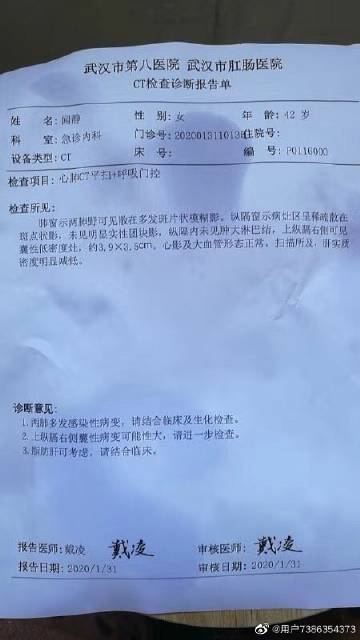 武汉市第八医院 武汉市肛肠医院
CT检查诊断报告单
姓 名: 闻静 性 别: 女 年 龄: 42 岁
科 室: 急诊内科 门诊号: 住院号:
设备类型: CT 床 号: 编 号: P0116000
检查项目: 心肺CT平扫+呼吸门控
检查所见:
肺窗示两肺野可见散在多发斑片状模糊影。纵隔窗示病灶区呈稀疏散在
斑点状影,未见明显实性团块影,纵隔内未见肿大淋巴结,上纵膈右侧可见
囊性低密度灶,约3.9×3.5cm。心影及大血管形态正常。扫描所及,肝实质
密度明显减低。
诊断意见:
1.两肺多发感染性病变,请结合临床及生化检查。
2.上纵膈右侧囊性病变可能性大,请进一步检查。
3.脂肪肝可考虑,请结合临床。
报告医师: 戴凌 戴凌 审核医师: 戴凌
报告日期: 2020/1/31 审核日期: 2020/1/31
@用户7386354373